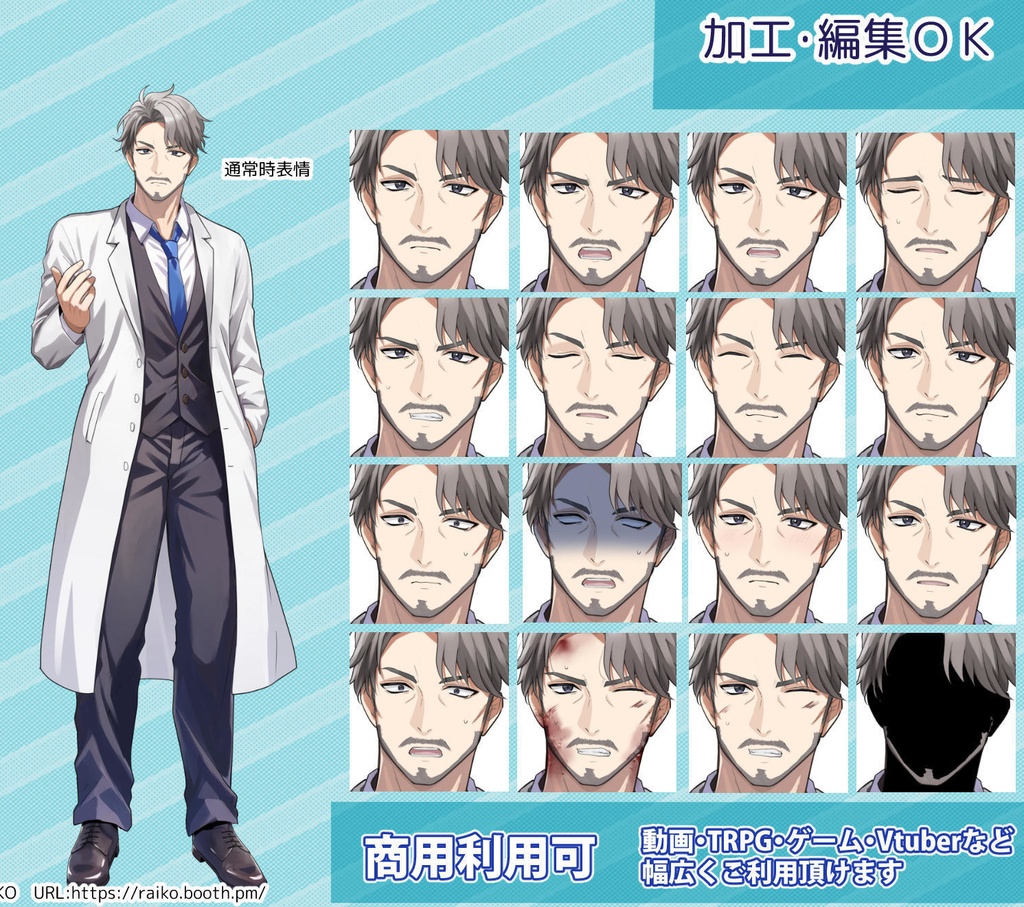 加工・編集OK
通常時表情
商用利用可
動画・TRPG・ゲーム・Vtuberなど
幅広くご利用頂けます
KO URL:https://raiko.booth.pm/